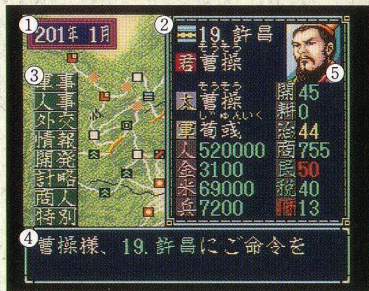 ①
201年 1月
②
19.許昌
そうそう
君 曹操
③
軍事
人事
外交
情報
開発
計略
商人
特別
そうそう
太 曹操
じゅんいく
軍 荀彧
人 520000
金 3100
米 69000
兵 7200
⑤
開 45
耕 0
治 44
商 755
民 50
税 40
④
曹操様、19.許昌にご命令を